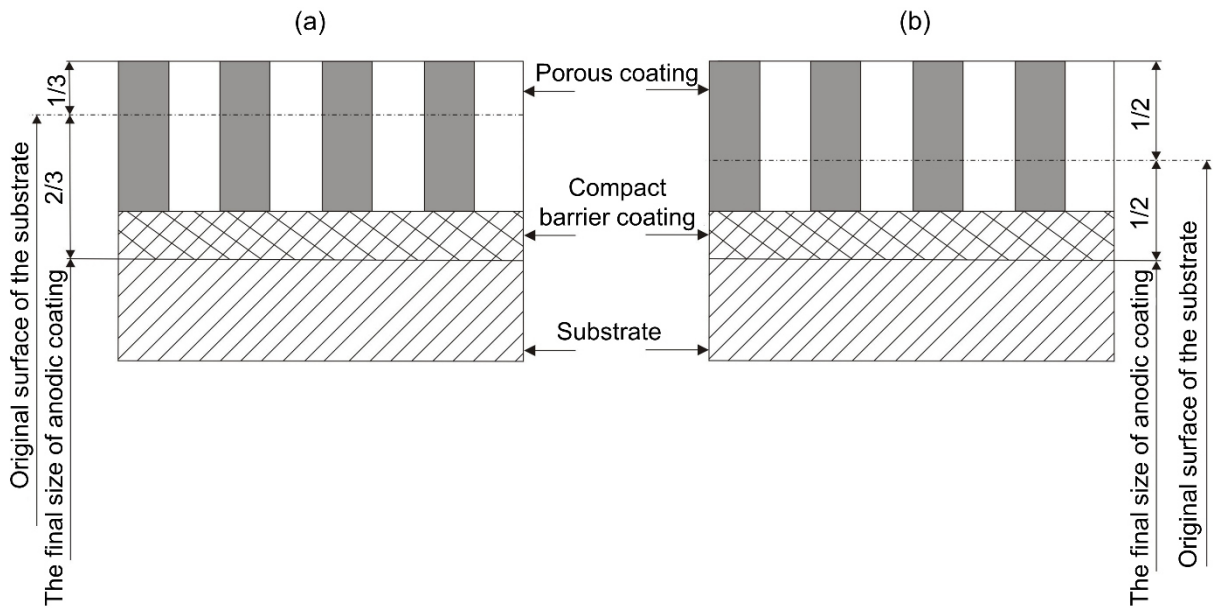 (a)
(b)
1/3
2/3
Original surface of the substrate
The final size of anodic coating
Porous coating
Compact
barrier coating
Substrate
1/2
1/2
The final size of anodic coating
Original surface of the substrate